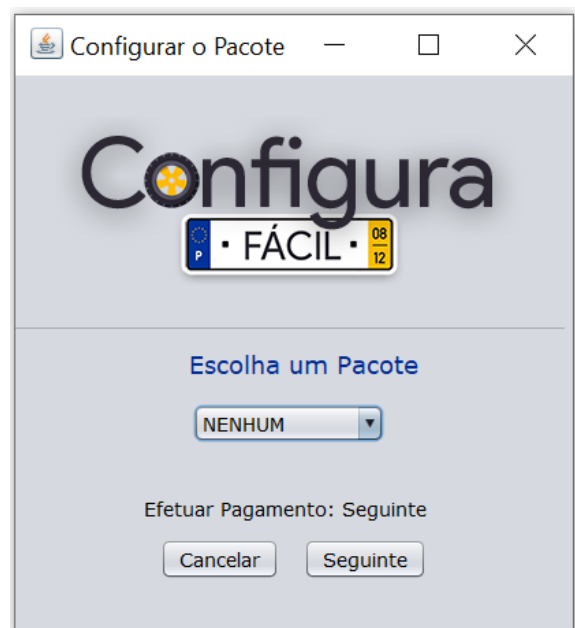 Configurar o Pacote
Configura
P · FÁCIL · 08 12
Escolha um Pacote
NENHUM
Efetuar Pagamento: Seguinte
Cancelar Seguinte